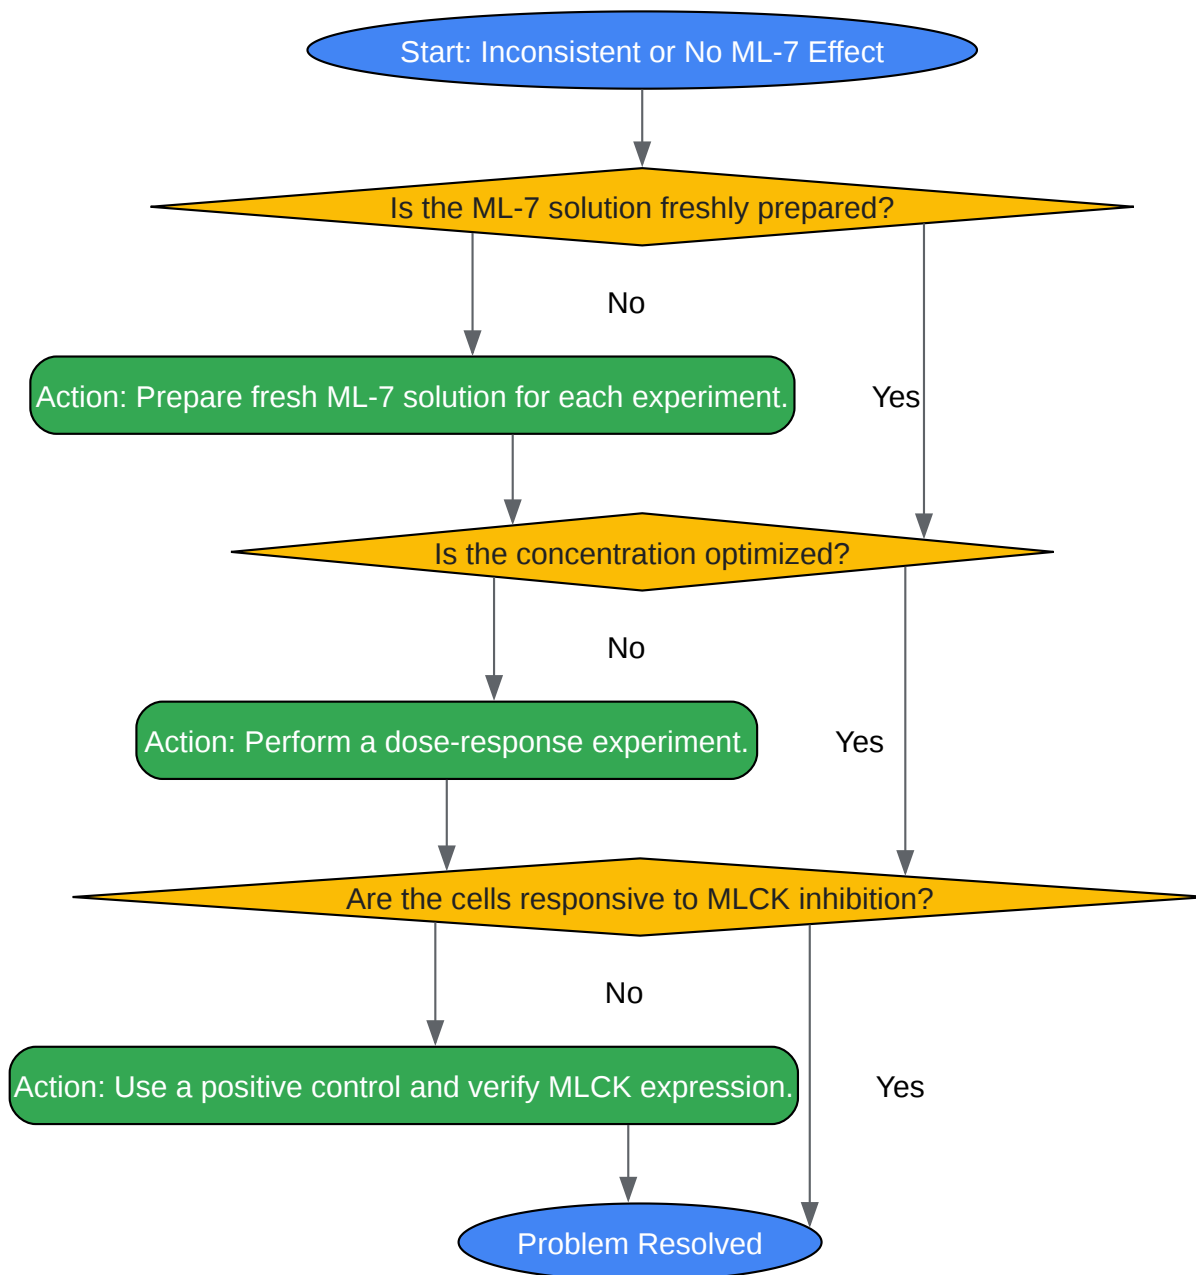 Start: Inconsistent or No ML-7 Effect
Is the ML-7 solution freshly prepared?
No
Action: Prepare fresh ML-7 solution for each experiment.
Yes
Is the concentration optimized?
No
Action: Perform a dose-response experiment.
Yes
Are the cells responsive to MLCK inhibition?
No
Action: Use a positive control and verify MLCK expression.
Yes
Problem Resolved